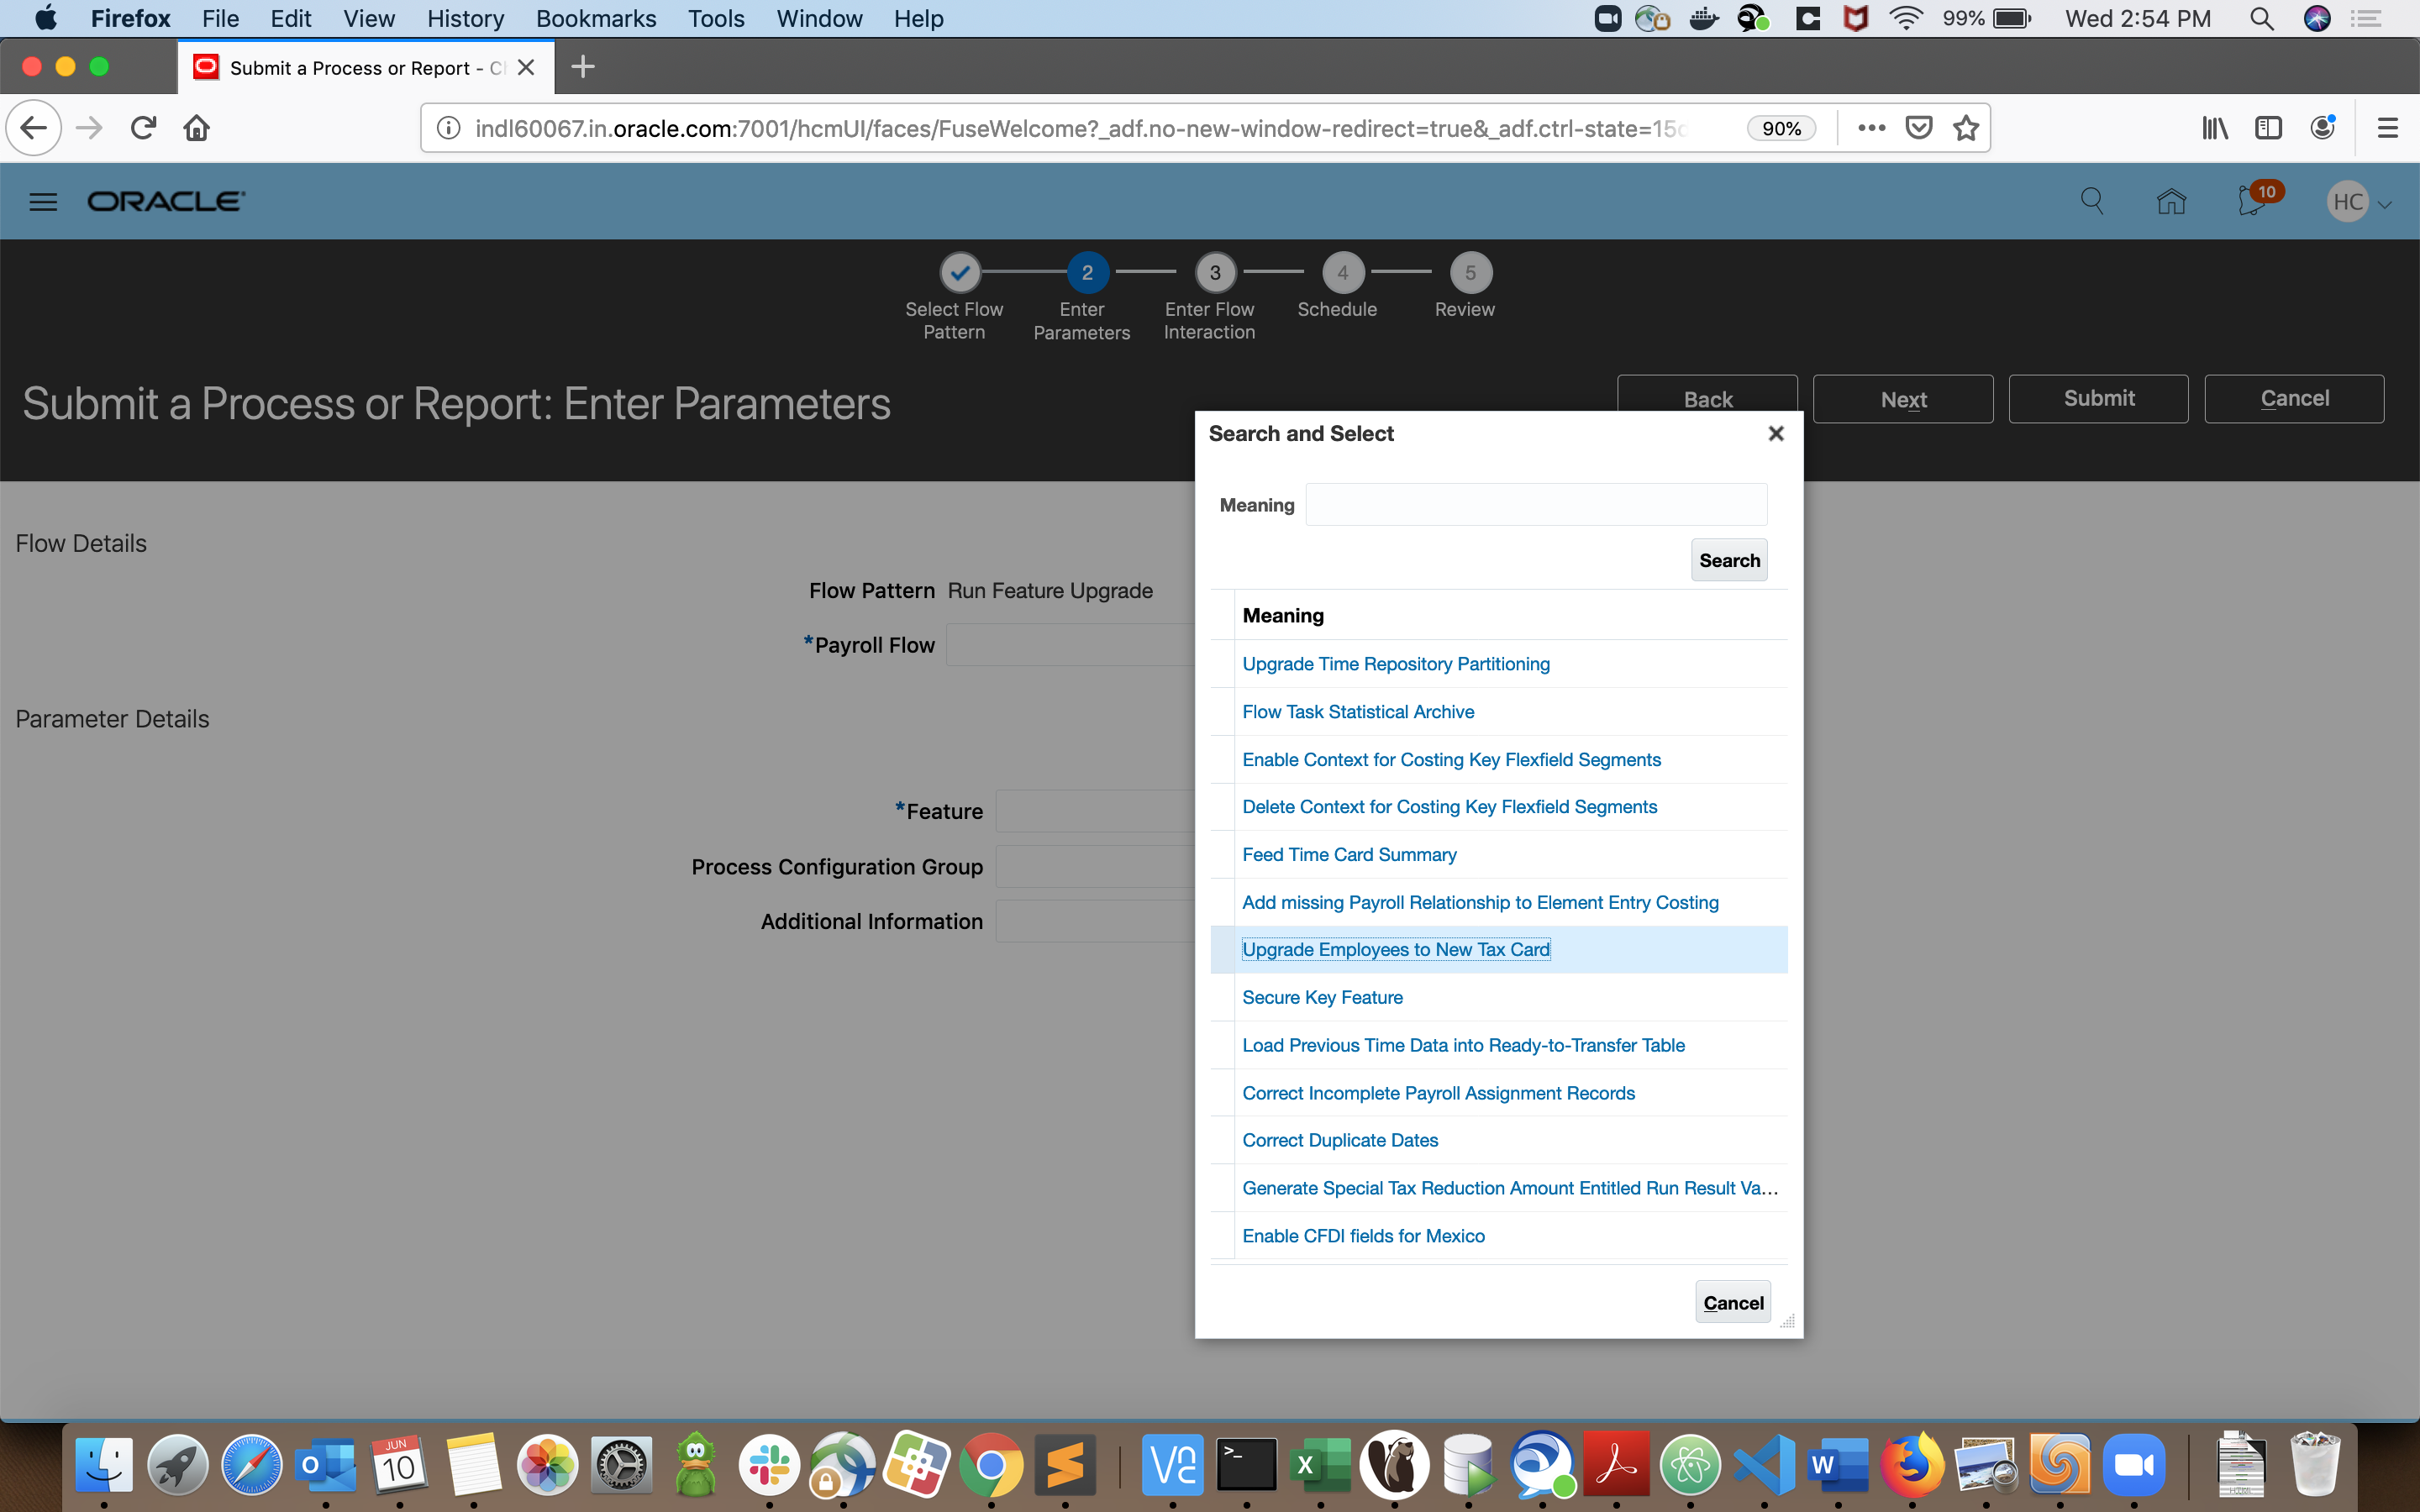 Firefox File Edit View History Bookmarks Tools Window Help 99% Wed 2:54 PM
Submit a Process or Report - Cl
indl60067.in.oracle.com:7001/hcmUI/faces/FuseWelcome?_adf.no-new-window-redirect=true&_adf.ctrl-state=15c 90%
ORACLE 10 HC
2 3 4 5
Select Flow Pattern
Enter Parameters
Enter Flow Interaction
Schedule
Review
Submit a Process or Report: Enter Parameters
Back Next Submit Cancel
Search and Select
Meaning
Search
Flow Details
Flow Pattern Run Feature Upgrade
*Payroll Flow
Parameter Details
*Feature
Process Configuration Group
Additional Information
Meaning
Upgrade Time Repository Partitioning
Flow Task Statistical Archive
Enable Context for Costing Key Flexfield Segments
Delete Context for Costing Key Flexfield Segments
Feed Time Card Summary
Add missing Payroll Relationship to Element Entry Costing
Upgrade Employees to New Tax Card
Secure Key Feature
Load Previous Time Data into Ready-to-Transfer Table
Correct Incomplete Payroll Assignment Records
Correct Duplicate Dates
Generate Special Tax Reduction Amount Entitled Run Result Va...
Enable CFDI fields for Mexico
Cancel
JUN
10